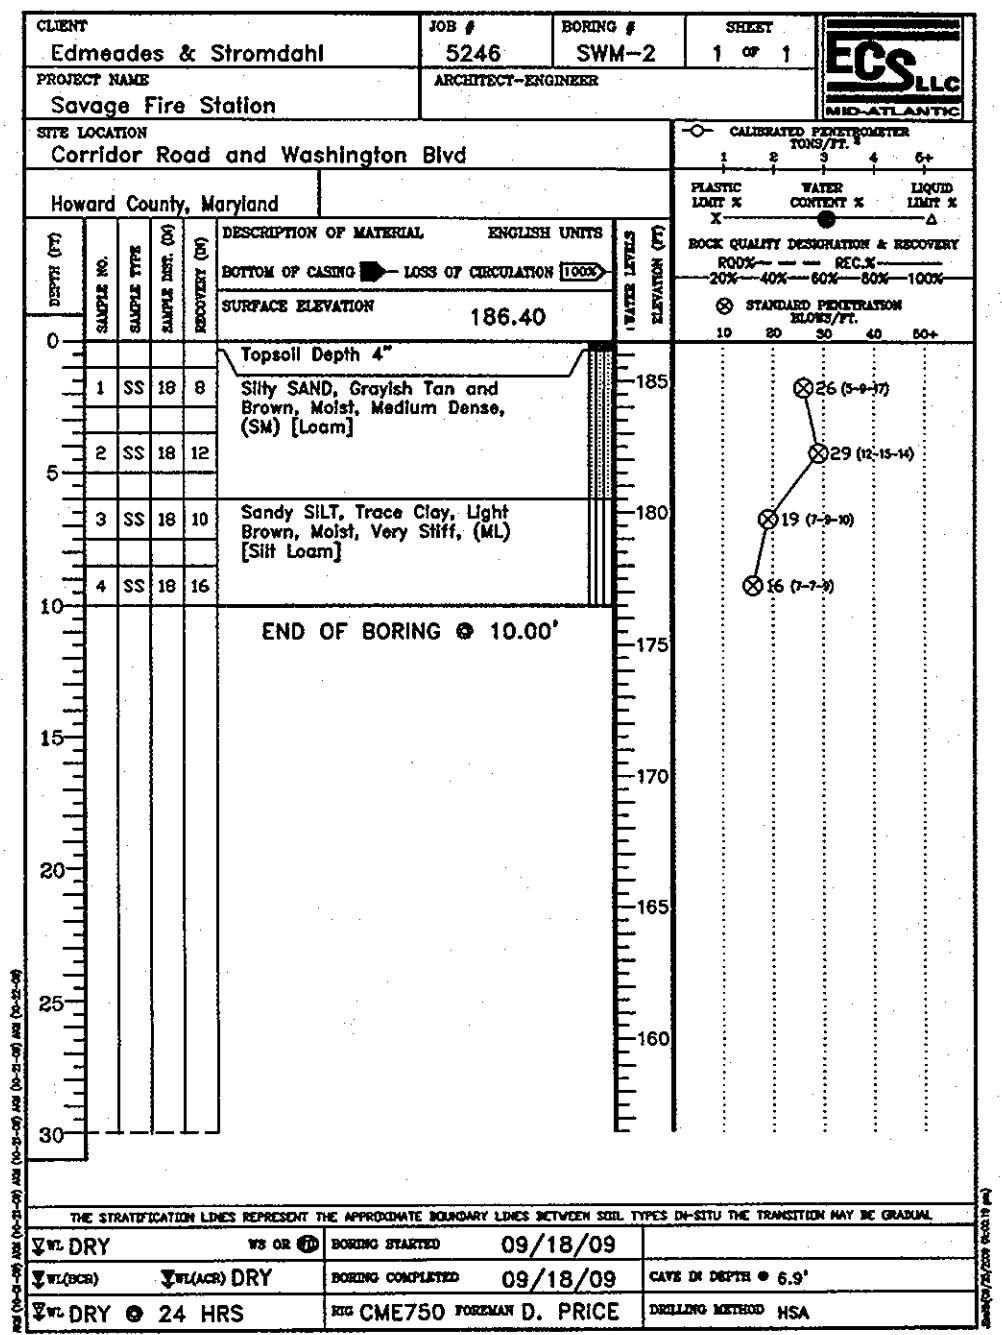 CLIENT
Edmeades & Stromdahl
JOB #
5246
BORING #
SWM-2
SHEET
1 OF 1
ECS LLC
MID-ATLANTIC
PROJECT NAME
Savage Fire Station
ARCHITECT-ENGINEER
SITE LOCATION
Corridor Road and Washington Blvd
Howard County, Maryland
CALIBRATED PENETROMETER
TONS/FT. 2
1 2 3 4 5+
PLASTIC LIMIT %
WATER CONTENT %
LIQUID LIMIT %
X Δ
ROCK QUALITY DESIGNATION & RECOVERY
RQD% REC.%
20% 40% 60% 80% 100%
STANDARD PENETRATION
BLOWS/FT.
10 20 30 40 50+
DEPTH (FT)
SAMPLE NO.
SAMPLE TYPE
SAMPLE DIST. (IN)
RECOVERY (IN)
DESCRIPTION OF MATERIAL ENGLISH UNITS
BOTTOM OF CASING LOSS OF CIRCULATION 100%
SURFACE ELEVATION 186.40
WATER LEVELS
ELEVATION (FT)
0
Topsoil Depth 4"
185
1 SS 18 8
Silty SAND, Grayish Tan and
Brown, Moist, Medium Dense,
(SM) [Loam]
26 (5-9-17)
2 SS 18 12
29 (12-15-14)
5
180
3 SS 18 10
Sandy SILT, Trace Clay, Light
Brown, Moist, Very Stiff, (ML)
[Silt Loam]
19 (7-9-10)
4 SS 18 16
16 (7-7-9)
10
END OF BORING @ 10.00'
175
15
170
20
165
25
160
30
THE STRATIFICATION LINES REPRESENT THE APPROXIMATE BOUNDARY LINES BETWEEN SOIL TYPES IN-SITU THE TRANSITION MAY BE GRADUAL
WL DRY WS OR WD
BORING STARTED 09/18/09
WL(BCR) WL(ACR) DRY
BORING COMPLETED 09/18/09
CAVE IN DEPTH @ 6.9'
WL DRY @ 24 HRS
RIG CME750 FOREMAN D. PRICE
DRILLING METHOD HSA